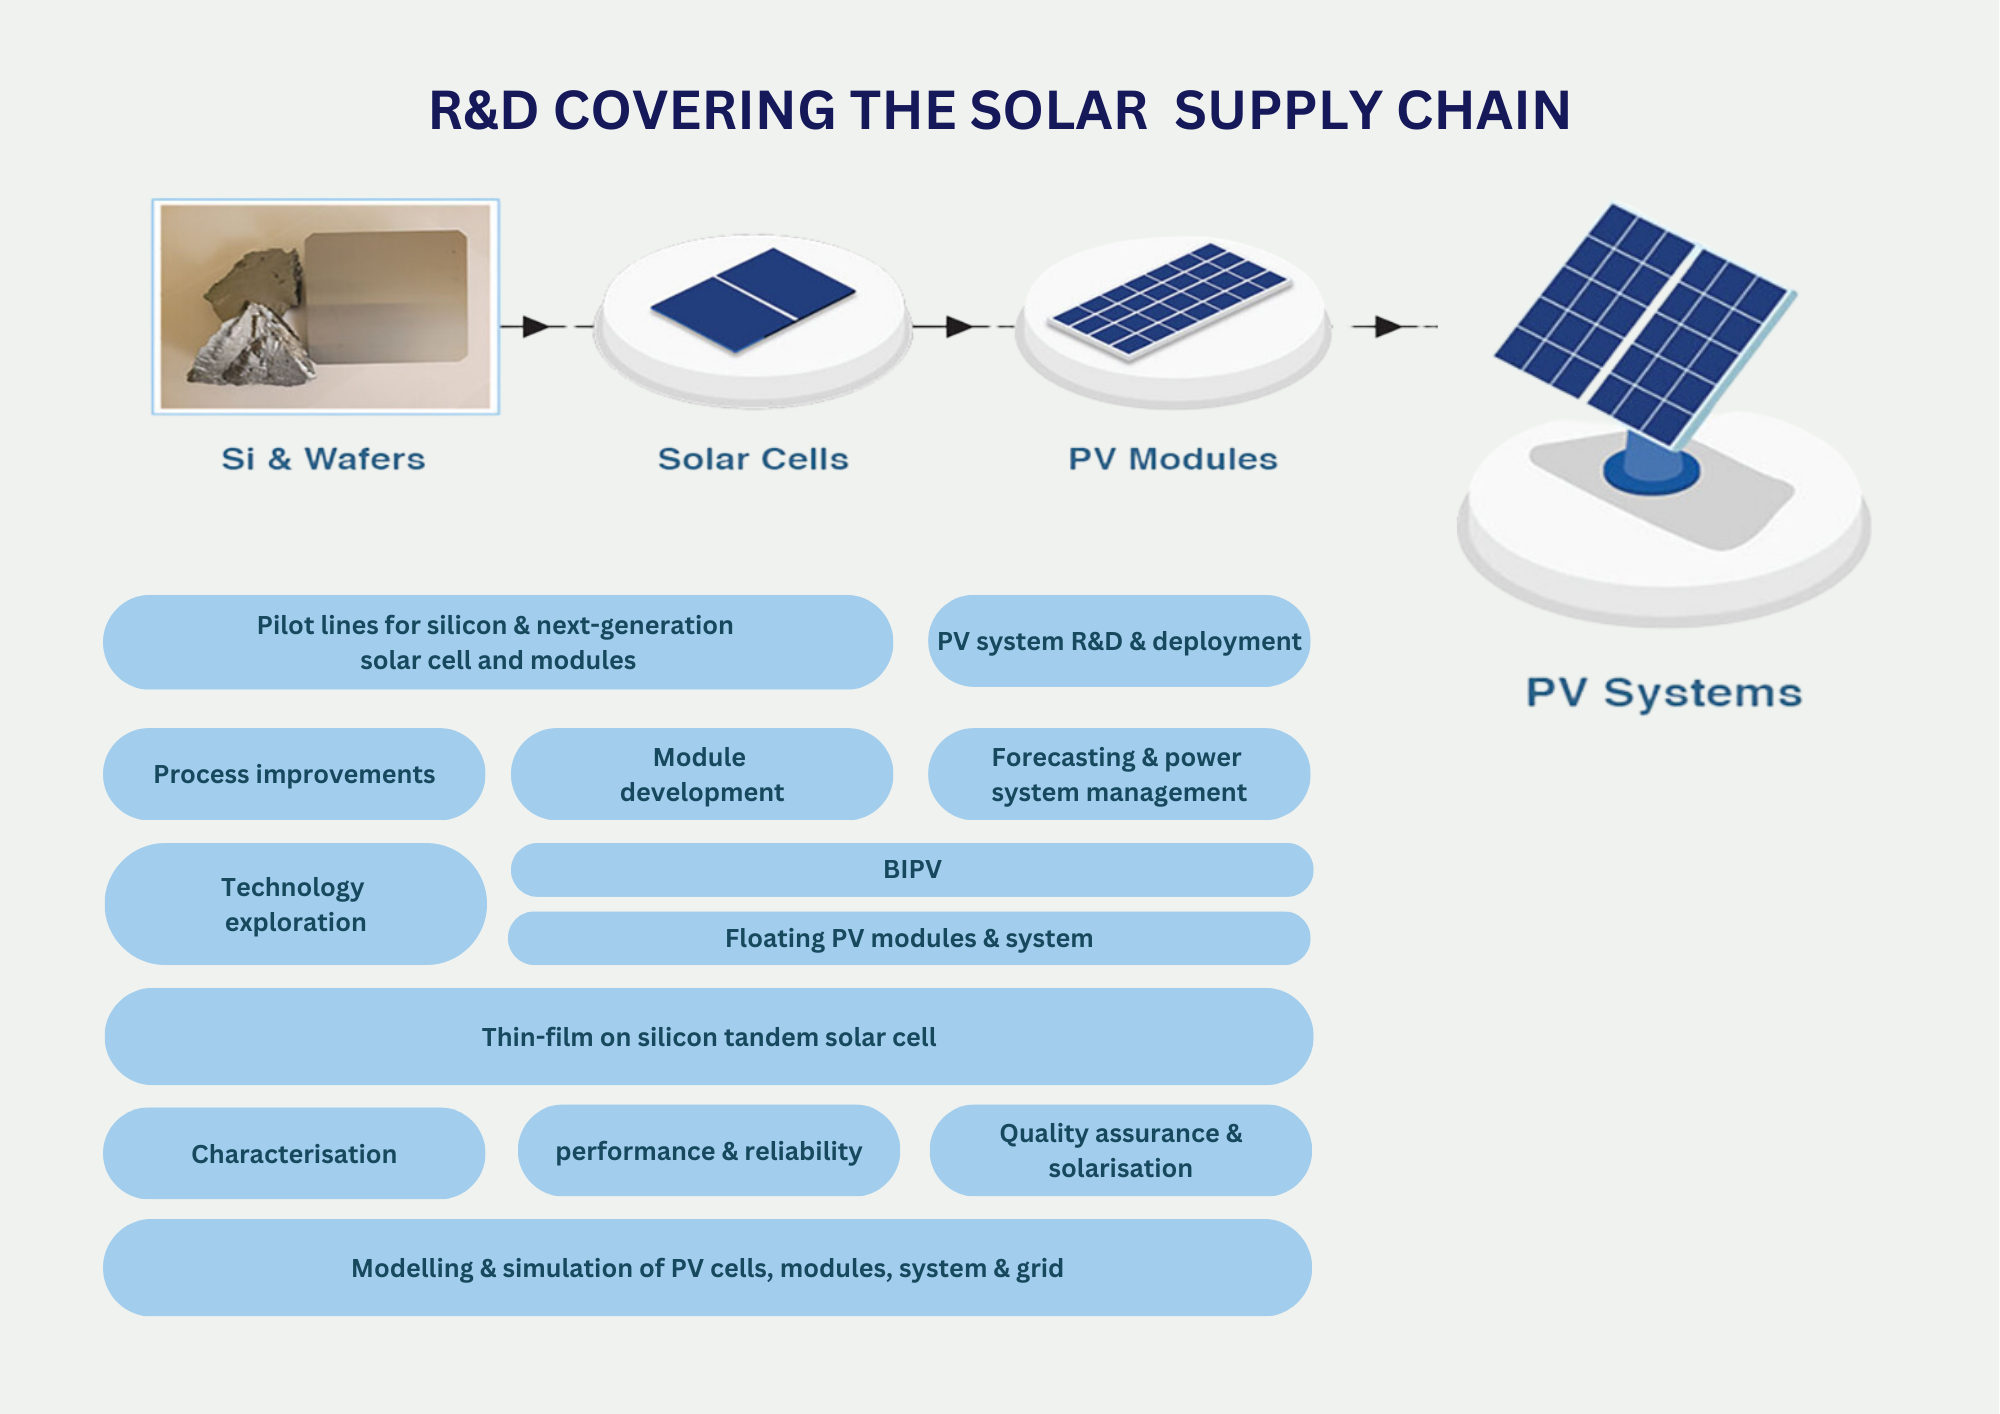 R&D COVERING THE SOLAR SUPPLY CHAIN
Si & Wafers
Solar Cells
PV Modules
PV Systems
Pilot lines for silicon & next-generation
solar cell and modules
PV system R&D & deployment
Process improvements
Module
development
Forecasting & power
system management
Technology
exploration
BIPV
Floating PV modules & system
Thin-film on silicon tandem solar cell
Characterisation
performance & reliability
Quality assurance &
solarisation
Modelling & simulation of PV cells, modules, system & grid